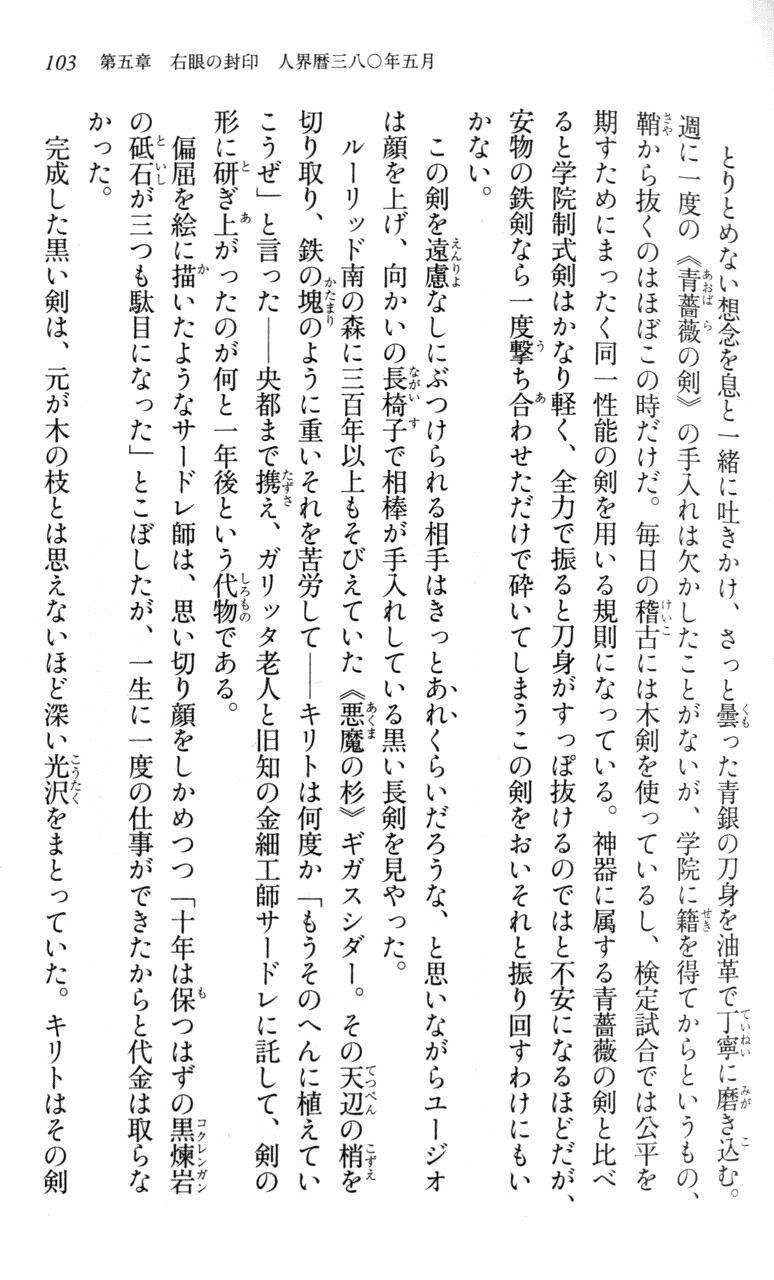 103 第五章 右眼の封印 人界暦三八〇年五月
とりとめない想念を息と一緒に吐きかけ、さっと曇った青銀の刀身を油革で丁寧に磨き込む。
週に一度の《青薔薇の剣》の手入れは欠かしたことがないが、学院に籍を得てからというもの、
鞘から抜くのはほぼこの時だけだ。毎日の稽古には木剣を使っているし、検定試合では公平を
期すためにまったく同一性能の剣を用いる規則になっている。神器に属する青薔薇の剣と比べ
ると学院制式剣はかなり軽く、全力で振ると刀身がすっぽ抜けるのではと不安になるほどだが、
安物の鉄剣なら一度撃ち合わせただけで砕いてしまうこの剣をおいそれと振り回すわけにもい
かない。
この剣を遠慮なしにぶつけられる相手はきっとあれくらいだろうな、と思いながらユージオ
は顔を上げ、向かいの長椅子で相棒が手入れしている黒い長剣を見やった。
ルーリッド南の森に三百年以上もそびえていた《悪魔の杉》ギガスシダー。その天辺の梢を
切り取り、鉄の塊のように重いそれを苦労して――キリトは何度か「もうそのへんに植えてい
こうぜ」と言った――央都まで携え、ガリッタ老人と旧知の金細工師サードレに託して、剣の
形に研ぎ上がったのが何と一年後という代物である。
偏屈を絵に描いたようなサードレ師は、思い切り顔をしかめつつ「十年は保つはずの黒煉岩
の砥石が三つも駄目になった」とこぼしたが、一生に一度の仕事ができたからと代金は取らな
かった。
完成した黒い剣は、元が木の枝とは思えないほど深い光沢をまとっていた。キリトはその剣